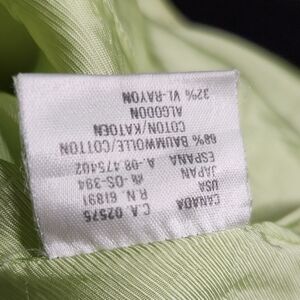 CANADA C.A. 02575
USA R.N. 61891
JAPAN -OS-394
ESPANA A-08-475402
68% BAUMWOLLE/COTTON
COTON/KATOEN
ALGODON
32% VI-RAYON